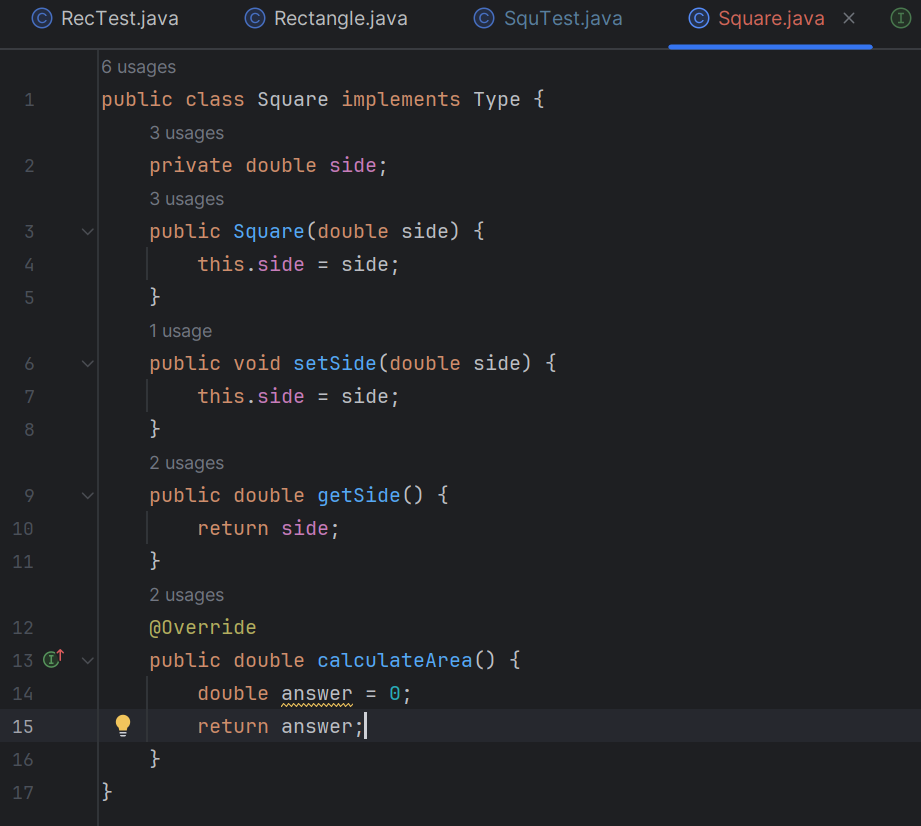 RecTest.java Rectangle.java SquTest.java Square.java
6 usages
1 public class Square implements Type {
3 usages
2 private double side;
3 usages
3 public Square(double side) {
4 this.side = side;
5 }
1 usage
6 public void setSide(double side) {
7 this.side = side;
8 }
2 usages
9 public double getSide() {
10 return side;
11 }
2 usages
12 @Override
13 public double calculateArea() {
14 double answer = 0;
15 return answer;
16 }
17 }